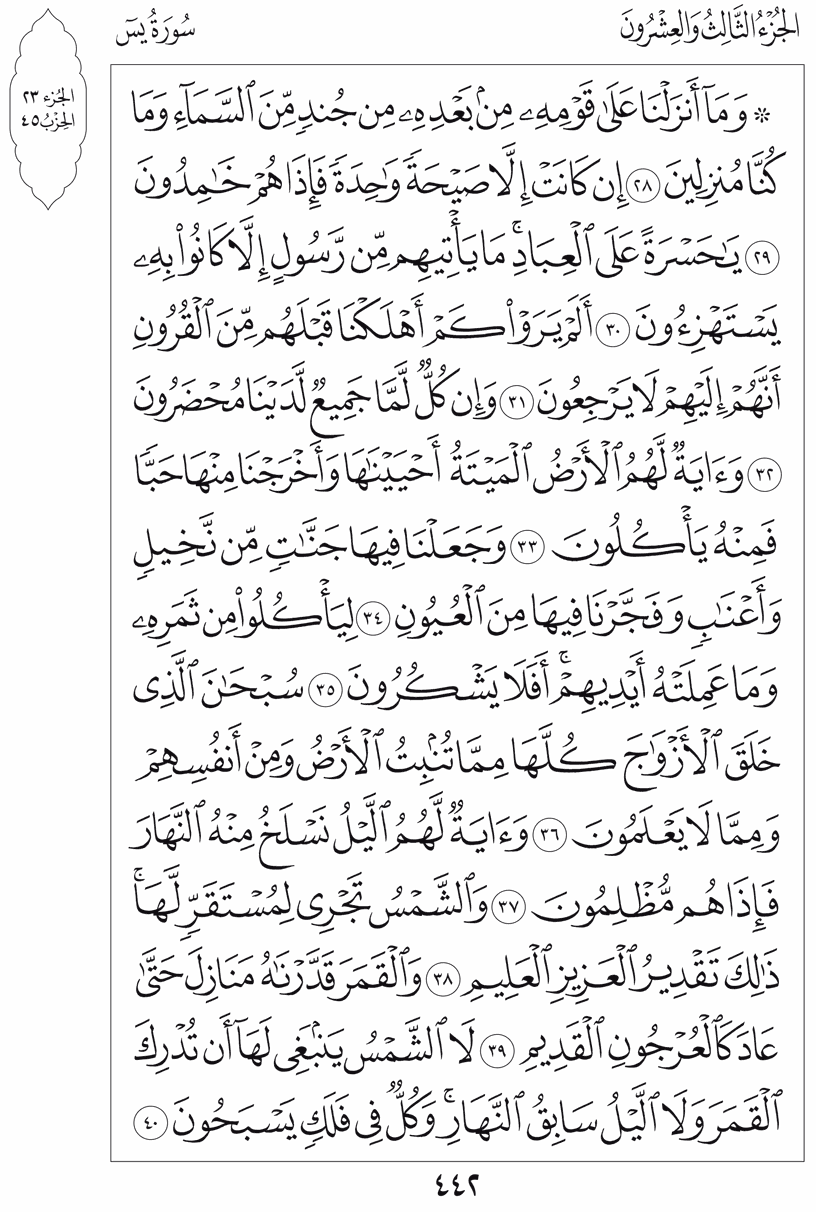 الجُزْءُ الثَّالِثُ وَالعِشْرُونَ
سُورَةُ يسٓ
الجُزء ٢٣
الحِزْب ٤٥
۞ وَمَآ أَنزَلْنَا عَلَىٰ قَوْمِهِۦ مِنۢ بَعْدِهِۦ مِن جُندٍ مِّنَ ٱلسَّمَآءِ وَمَا
كُنَّا مُنزِلِينَ ٢٨ إِن كَانَتْ إِلَّا صَيْحَةً وَٰحِدَةً فَإِذَا هُمْ خَٰمِدُونَ
٢٩ يَٰحَسْرَةً عَلَى ٱلْعِبَادِۚ مَا يَأْتِيهِم مِّن رَّسُولٍ إِلَّا كَانُوا۟ بِهِۦ
يَسْتَهْزِءُونَ ٣٠ أَلَمْ يَرَوْا۟ كَمْ أَهْلَكْنَا قَبْلَهُم مِّنَ ٱلْقُرُونِ
أَنَّهُمْ إِلَيْهِمْ لَا يَرْجِعُونَ ٣١ وَإِن كُلٌّ لَّمَّا جَمِيعٌ لَّدَيْنَا مُحْضَرُونَ
٣٢ وَءَايَةٌ لَّهُمُ ٱلْأَرْضُ ٱلْمَيْتَةُ أَحْيَيْنَٰهَا وَأَخْرَجْنَا مِنْهَا حَبًّا
فَمِنْهُ يَأْكُلُونَ ٣٣ وَجَعَلْنَا فِيهَا جَنَّٰتٍ مِّن نَّخِيلٍ
وَأَعْنَٰبٍ وَفَجَّرْنَا فِيهَا مِنَ ٱلْعُيُونِ ٣٤ لِيَأْكُلُوا۟ مِن ثَمَرِهِۦ
وَمَا عَمِلَتْهُ أَيْدِيهِمْۚ أَفَلَا يَشْكُرُونَ ٣٥ سُبْحَٰنَ ٱلَّذِى
خَلَقَ ٱلْأَزْوَٰجَ كُلَّهَا مِمَّا تُنۢبِتُ ٱلْأَرْضُ وَمِنْ أَنفُسِهِمْ
وَمِمَّا لَا يَعْلَمُونَ ٣٦ وَءَايَةٌ لَّهُمُ ٱلَّيْلُ نَسْلَخُ مِنْهُ ٱلنَّهَارَ
فَإِذَا هُم مُّظْلِمُونَ ٣٧ وَٱلشَّمْسُ تَجْرِى لِمُسْتَقَرٍّ لَّهَاۚ
ذَٰلِكَ تَقْدِيرُ ٱلْعَزِيزِ ٱلْعَلِيمِ ٣٨ وَٱلْقَمَرَ قَدَّرْنَٰهُ مَنَازِلَ حَتَّىٰ
عَادَ كَٱلْعُرْجُونِ ٱلْقَدِيمِ ٣٩ لَا ٱلشَّمْسُ يَنۢبَغِى لَهَآ أَن تُدْرِكَ
ٱلْقَمَرَ وَلَا ٱلَّيْلُ سَابِقُ ٱلنَّهَارِۚ وَكُلٌّ فِى فَلَكٍ يَسْبَحُونَ ٤٠
٤٤٢